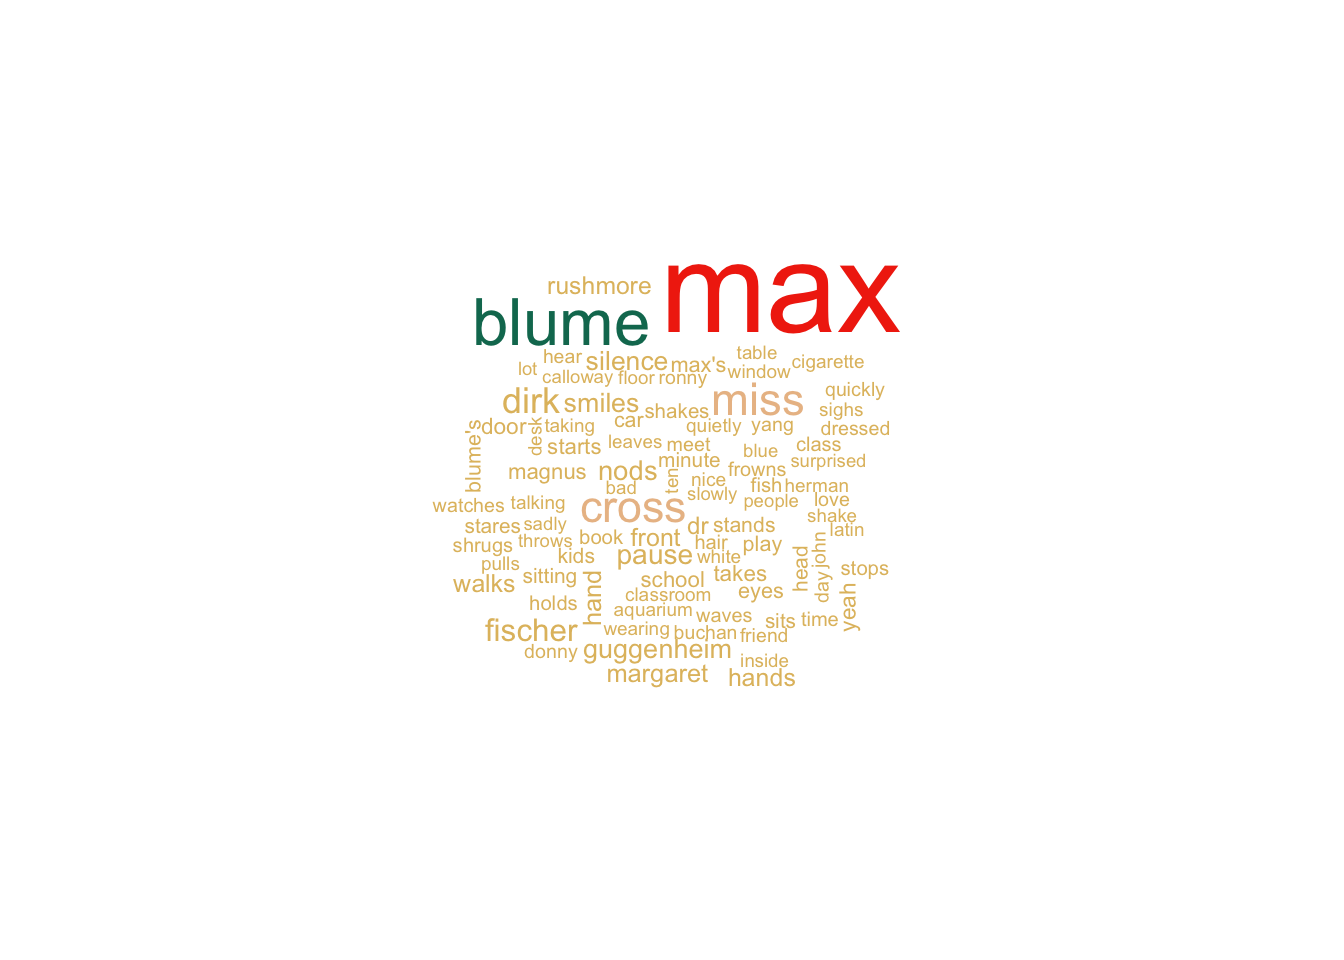 max
rushmore
blume
hear silence max's table cigarette
lot calloway floor ronny window
dirk smiles shakes miss quickly
sighs
door desk taking car quietly yang dressed
blume's starts leaves meet blue class
magnus nods minute frowns surprised
bad ten nice fish herman
watches talking cross slowly people love
stares sadly dr stands shake latin
shrugs throws book front hair play john
pulls kids pause white head stops
walks sitting hand school takes eyes day yeah
classroom
holds aquarium waves sits time
fischer wearing buchan friend
donny guggenheim inside
margaret hands